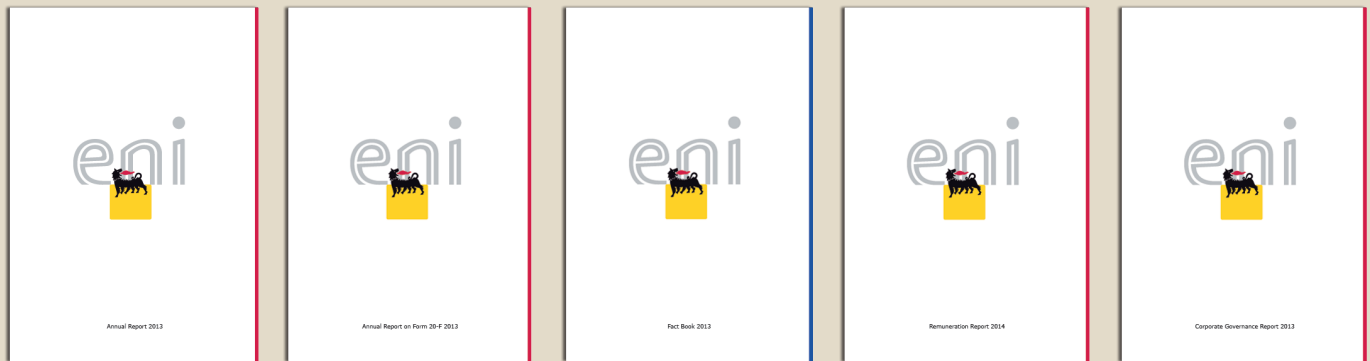 eni
Annual Report 2013
eni
Annual Report on Form 20-F 2013
eni
Fact Book 2013
eni
Remuneration Report 2014
eni
Corporate Governance Report 2013